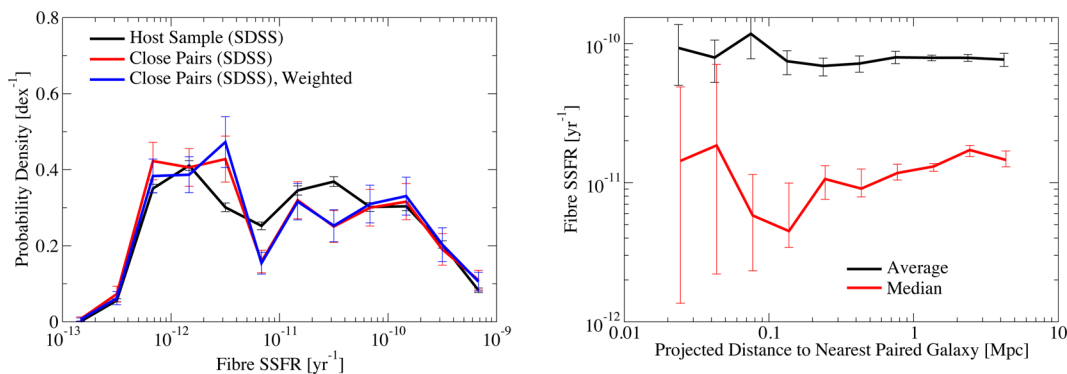 0.8
0.6
0.4
0.2
0
Probability Density [dex⁻¹]
Host Sample (SDSS)
Close Pairs (SDSS)
Close Pairs (SDSS), Weighted
10⁻¹³ 10⁻¹² 10⁻¹¹ 10⁻¹⁰ 10⁻⁹
Fibre SSFR [yr⁻¹]
10⁻¹⁰
10⁻¹¹
10⁻¹²
Fibre SSFR [yr⁻¹]
Average
Median
0.01 0.1 1 10
Projected Distance to Nearest Paired Galaxy [Mpc]